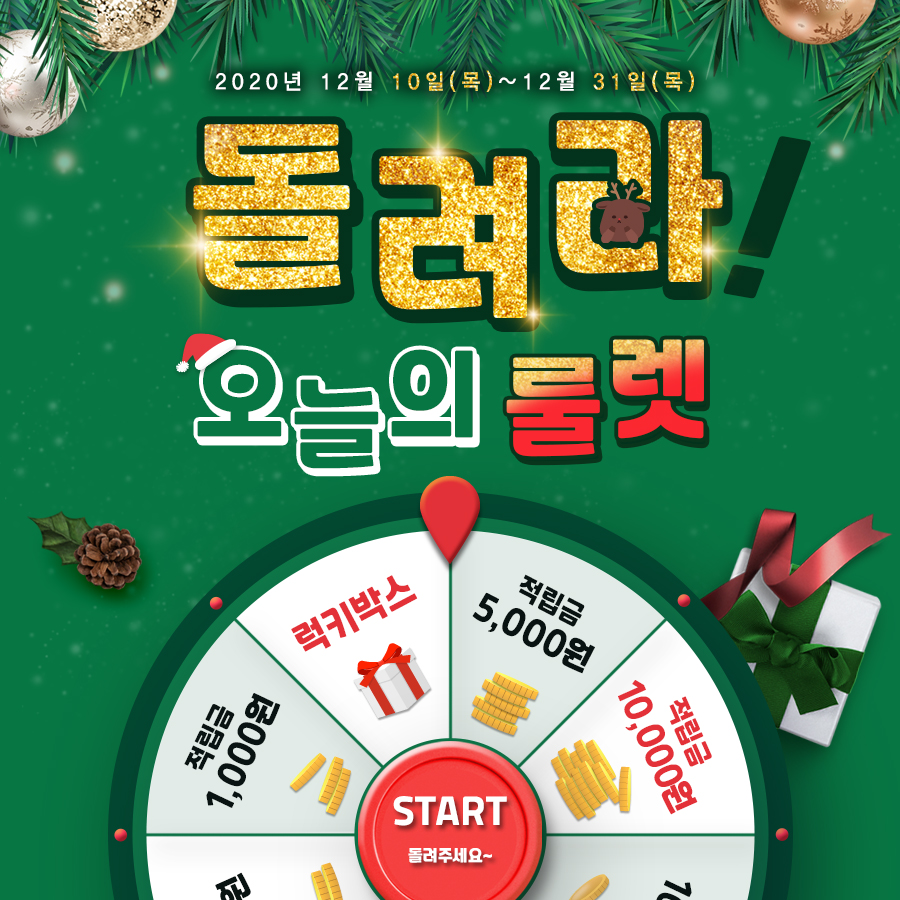 2020년 12월 10일(목)~12월 31일(목)
돌려라!
오늘의 룰렛
럭키박스
적립금
5,000원
적립금
1,000원
적립금
10,000원
START
돌려주세요~
원